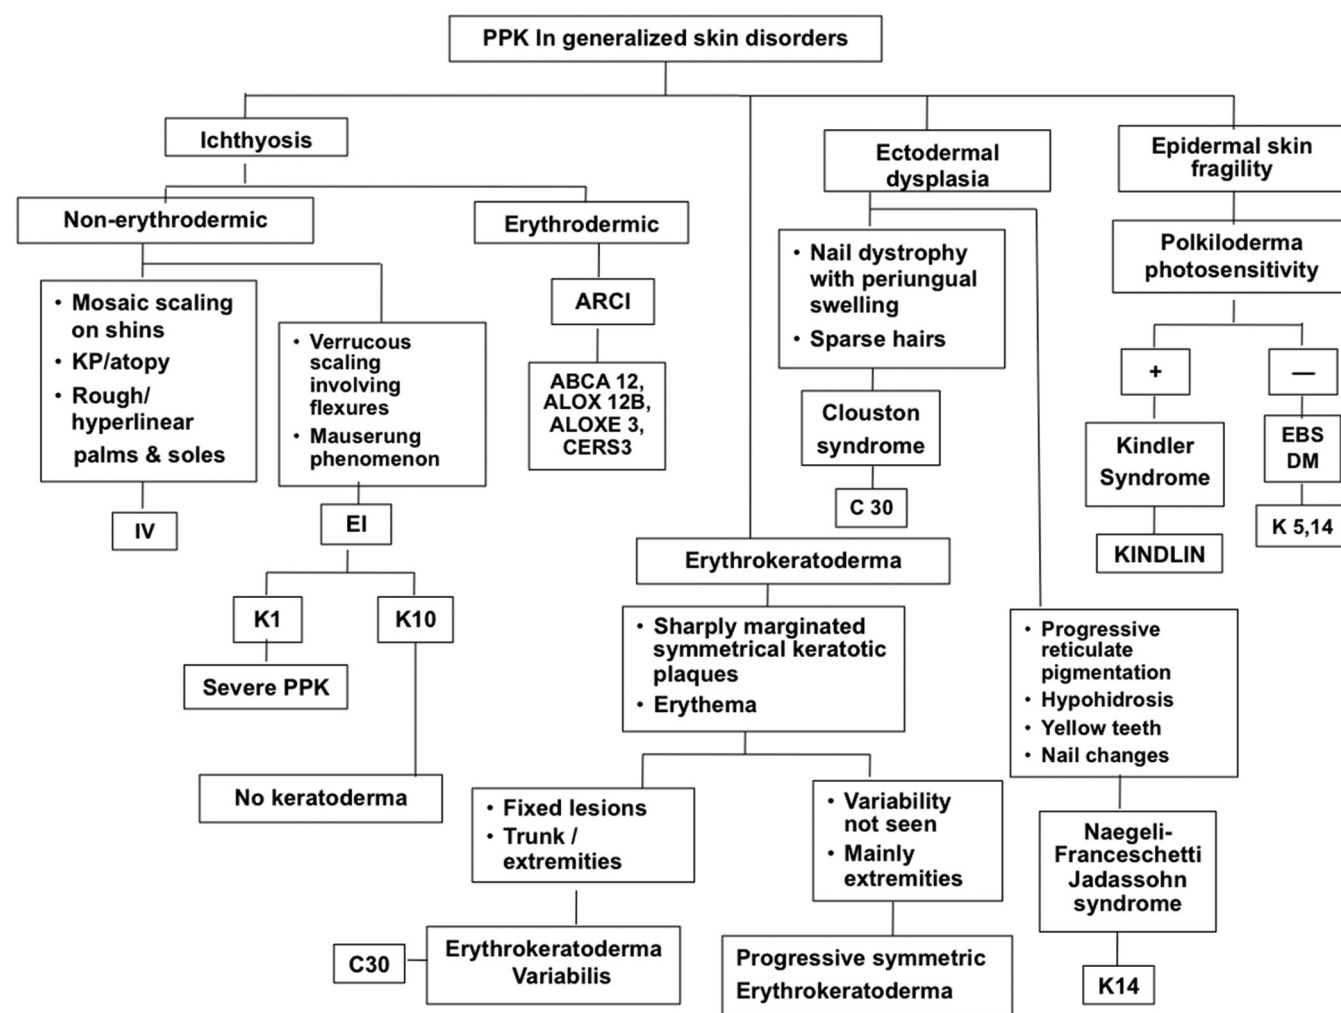 PPK In generalized skin disorders
Ichthyosis
Non-erythrodermic
• Mosaic scaling
on shins
• KP/atopy
• Rough/
hyperlinear
palms & soles
IV
• Verrucous
scaling
involving
flexures
• Mauserung
phenomenon
EI
K1
Severe PPK
K10
No keratoderma
Erythrodermic
ARCI
ABCA 12,
ALOX 12B,
ALOXE 3,
CERS3
Erythrokeratoderma
• Sharply marginated
symmetrical keratotic
plaques
• Erythema
• Fixed lesions
• Trunk /
extremities
Erythrokeratoderma
Variabilis
C30
• Variability
not seen
• Mainly
extremities
Progressive symmetric
Erythrokeratoderma
Ectodermal
dysplasia
• Nail dystrophy
with periungual
swelling
• Sparse hairs
Clouston
syndrome
C 30
• Progressive
reticulate
pigmentation
• Hypohidrosis
• Yellow teeth
• Nail changes
Naegeli-
Franceschetti
Jadassohn
syndrome
K14
Epidermal skin
fragility
Polkiloderma
photosensitivity
+
Kindler
Syndrome
KINDLIN
—
EBS
DM
K 5,14